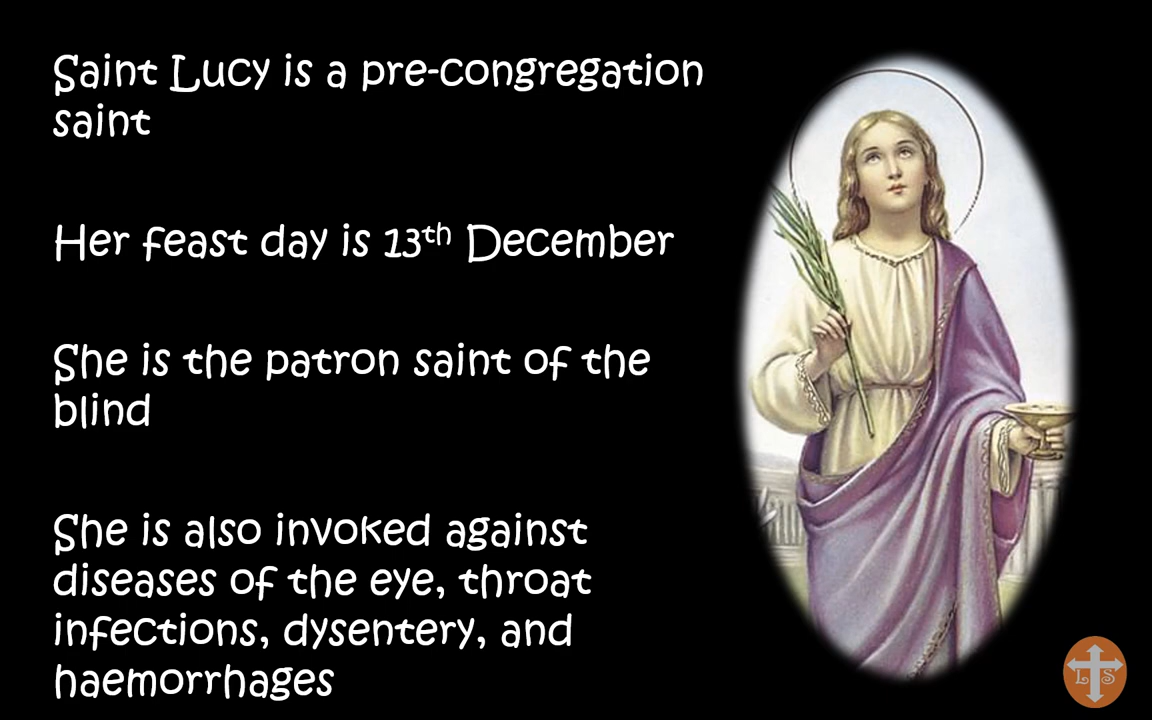 Saint Lucy is a pre-congregation
saint
Her feast day is 13th December
She is the patron saint of the
blind
She is also invoked against
diseases of the eye, throat
infections, dysentery, and
haemorrhages
L S